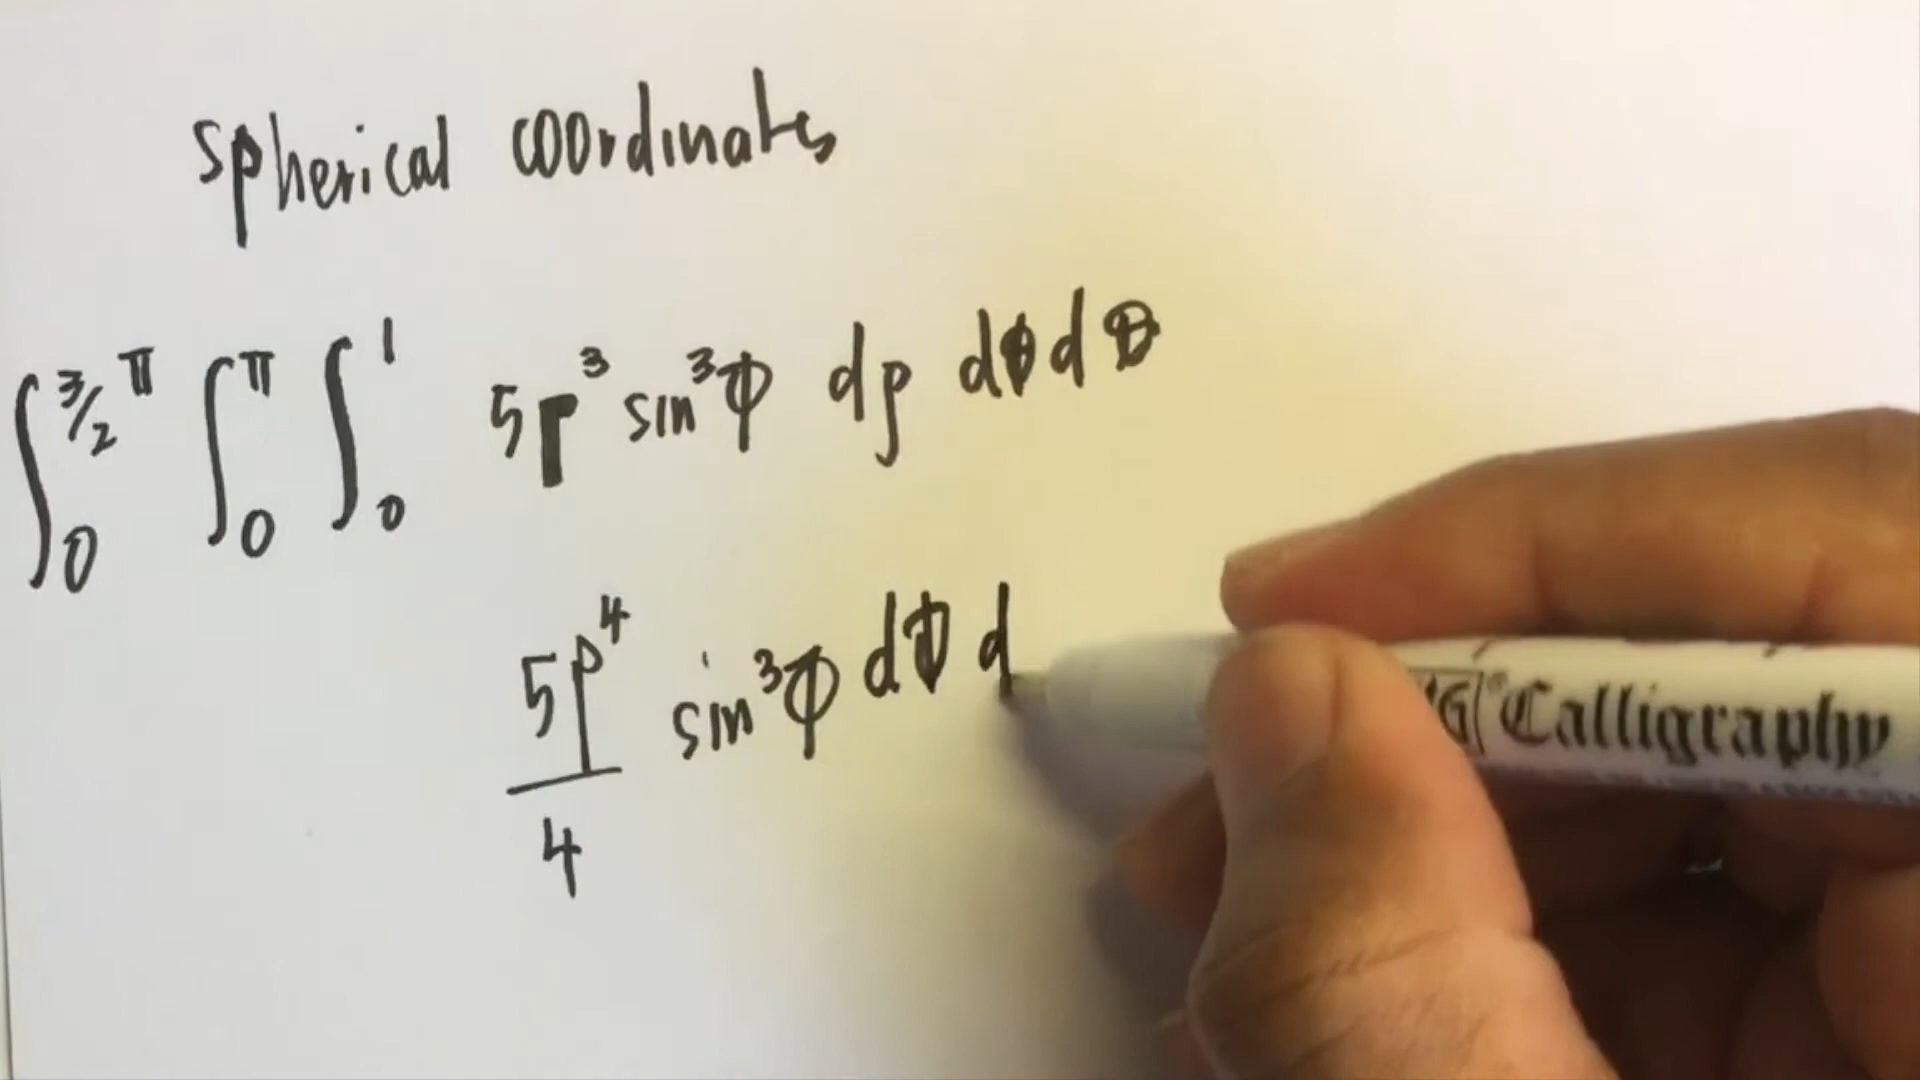 spherical coordinates
∫₀^{3/2 π} ∫₀^π ∫₀^1 5ρ³ sin³φ dρ dφ dθ
5ρ⁴/4 sin³φ dφ d
Calligraphy